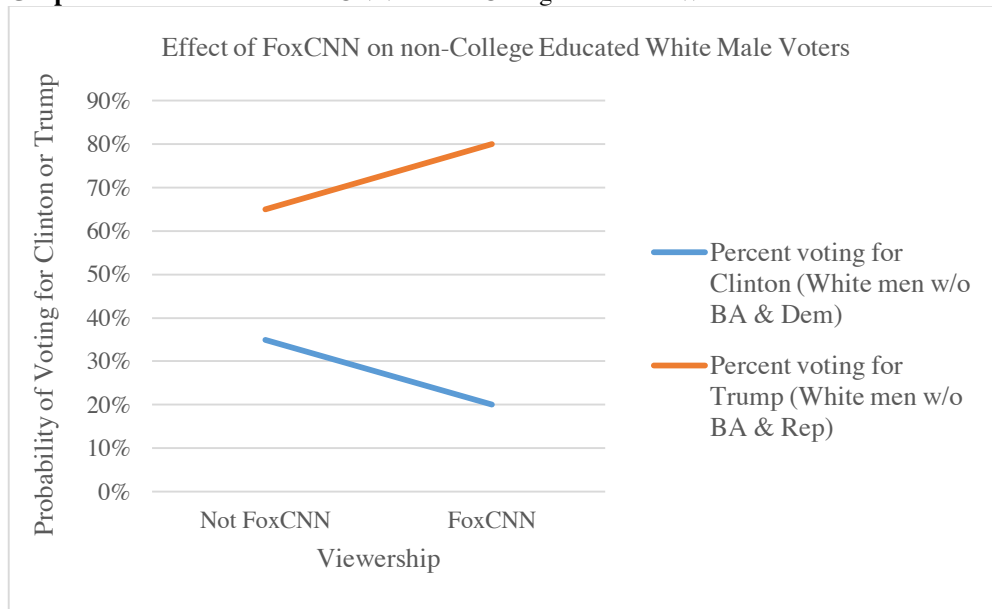 Effect of FoxCNN on non-College Educated White Male Voters
Probability of Voting for Clinton or Trump
90%
80%
70%
60%
50%
40%
30%
20%
10%
0%
Not FoxCNN
FoxCNN
Viewership
Percent voting for
Clinton (White men w/o
BA & Dem)
Percent voting for
Trump (White men w/o
BA & Rep)